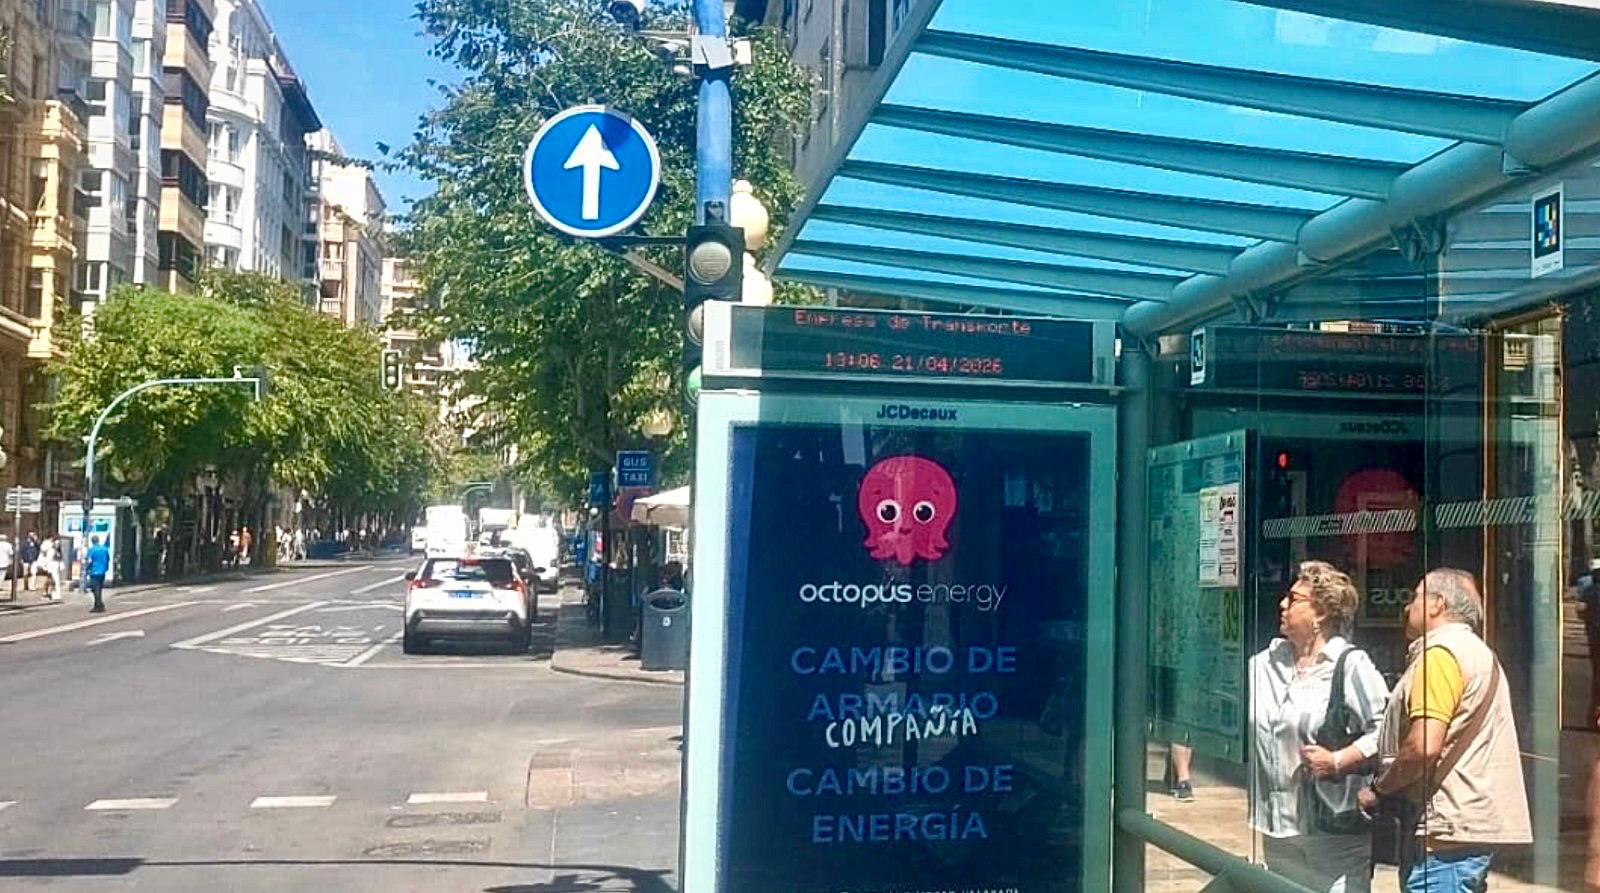 Empresa de Transporte
13:06 21/04/2026
JCDecaux
octopus energy
CAMBIO DE
ARMARIO
COMPAÑÍA
CAMBIO DE
ENERGÍA
BUS
TAXI
39